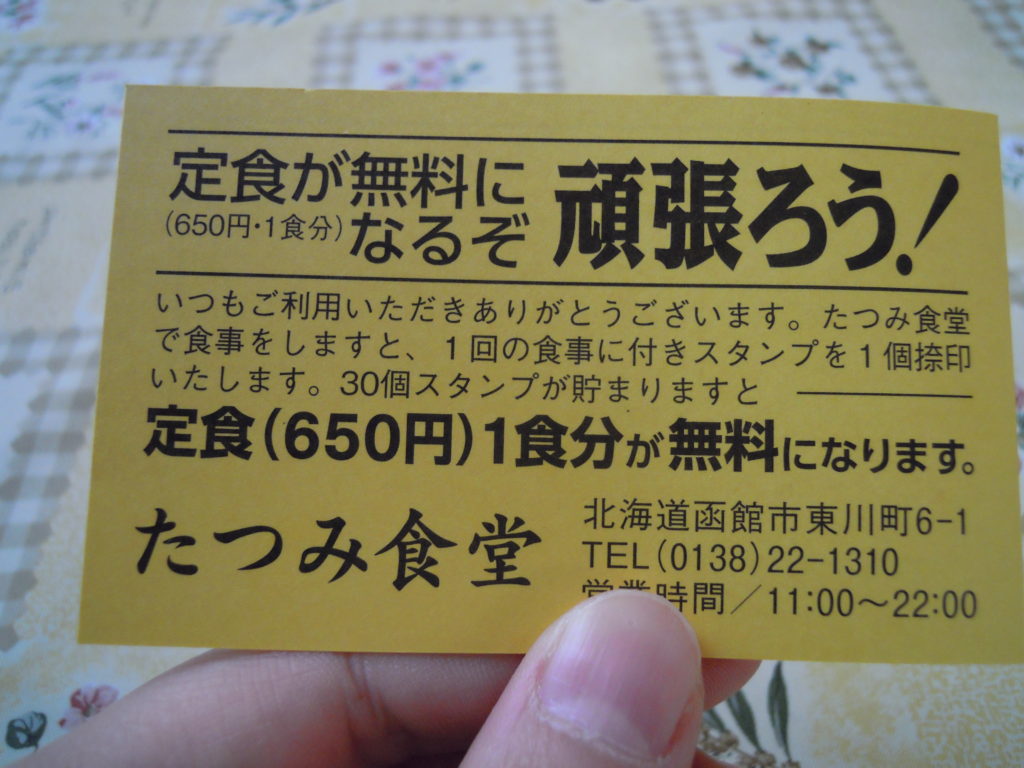 定食が無料に
(650円・1食分)なるぞ
頑張ろう!
いつもご利用いただきありがとうございます。たつみ食堂
で食事をしますと、1回の食事に付きスタンプを1個捺印
いたします。30個スタンプが貯まりますと
定食(650円)1食分が無料になります。
たつみ食堂
北海道函館市東川町6-1
TEL(0138)22-1310
営業時間/11:00~22:00